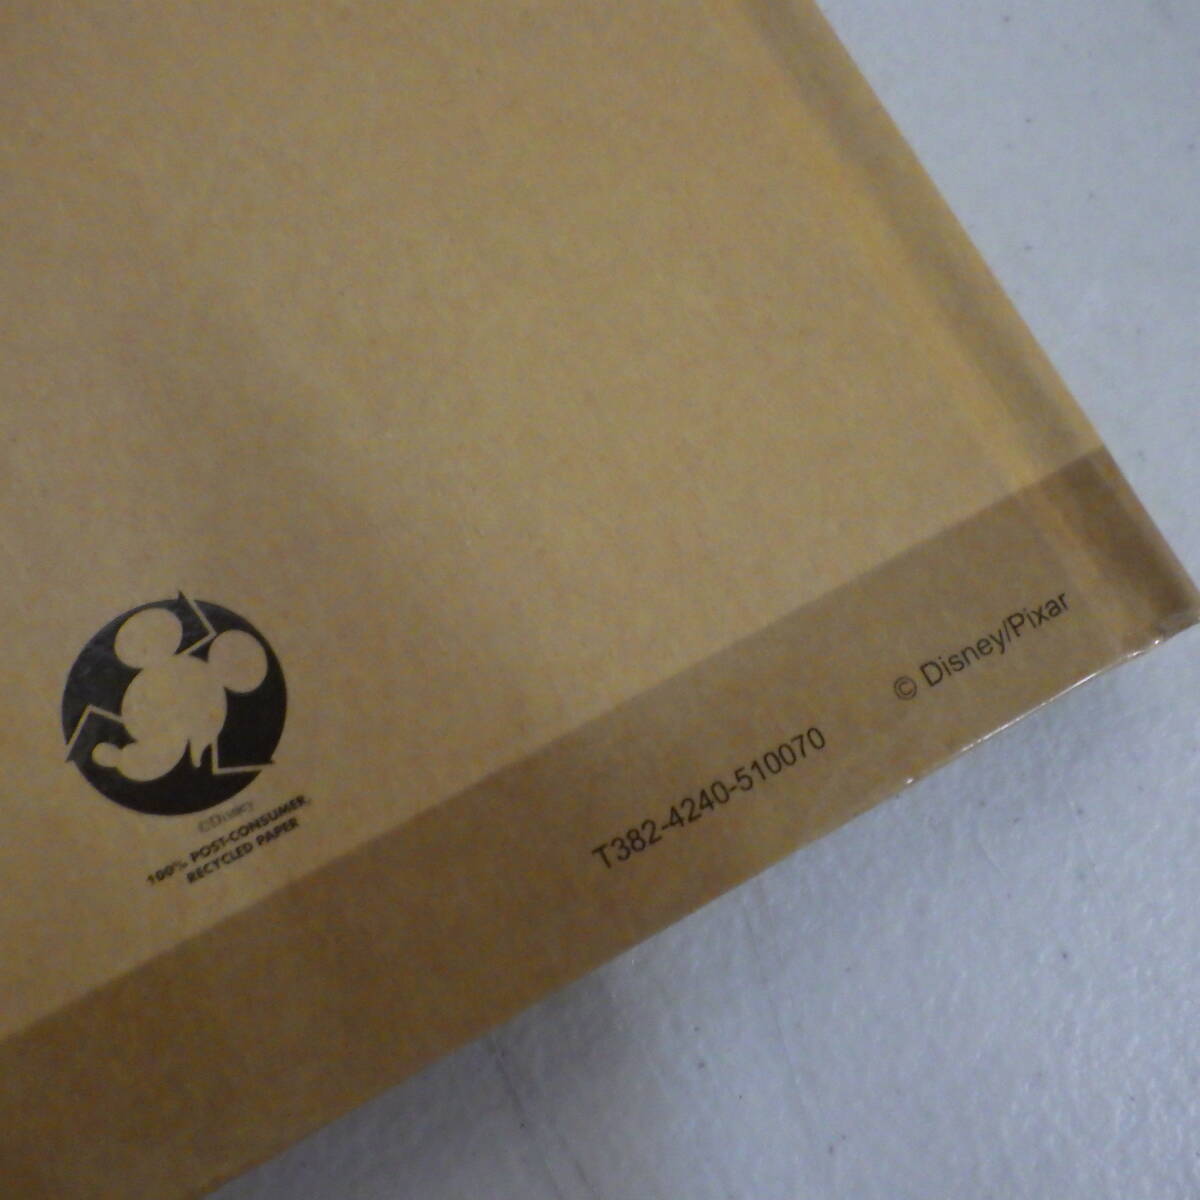 ©Disney
100% POST-CONSUMER,
RECYCLED PAPER
T382-4240-510070
© Disney/Pixar